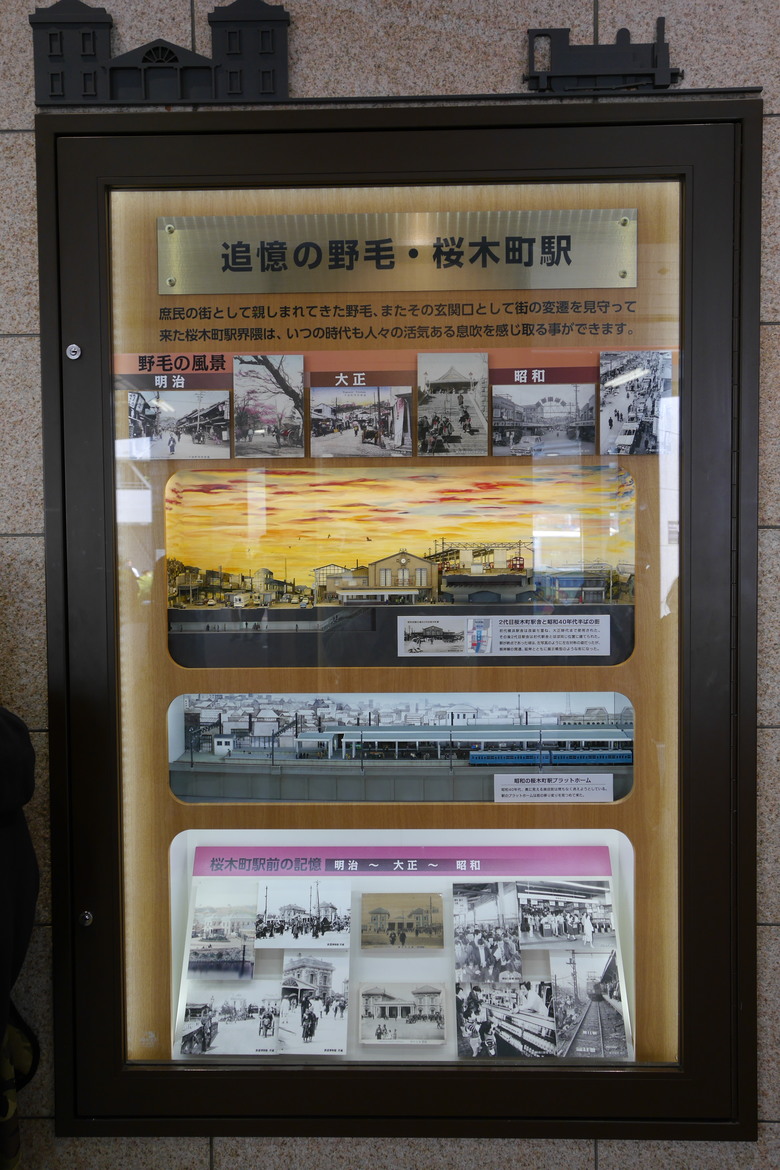 追憶の野毛・桜木町駅
庶民の街として親しまれてきた野毛、またその玄関口として街の変遷を見守って
来た桜木町駅界隈は、いつの時代も人々の活気ある息吹を感じ取る事ができます。
野毛の風景
明治
大正
昭和
2代目桜木町駅舎と昭和40年代半ばの街
昭和の桜木町駅プラットホーム
桜木町駅前の記憶 明治 ～ 大正 ～ 昭和